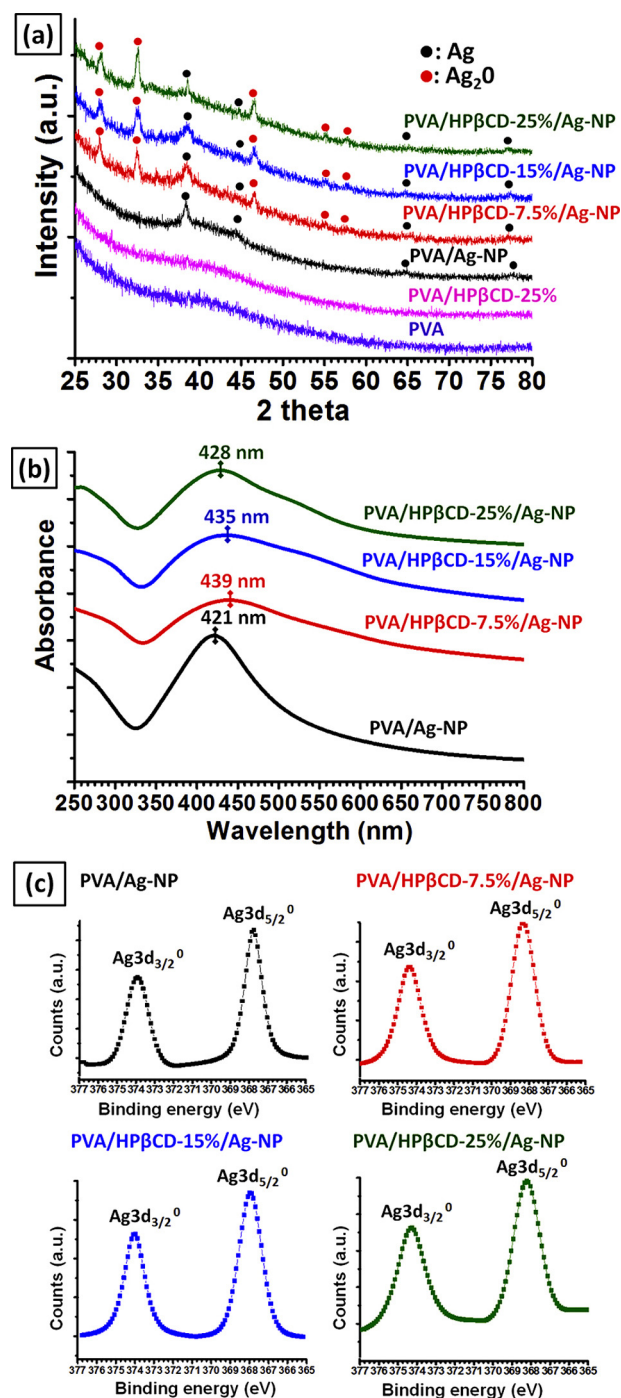 (a)
●: Ag
●: Ag₂0
PVA/HPβCD-25%/Ag-NP
PVA/HPβCD-15%/Ag-NP
PVA/HPβCD-7.5%/Ag-NP
PVA/Ag-NP
PVA/HPβCD-25%
PVA
Intensity (a.u.)
25 30 35 40 45 50 55 60 65 70 75 80
2 theta
(b)
428 nm
PVA/HPβCD-25%/Ag-NP
435 nm
PVA/HPβCD-15%/Ag-NP
439 nm
PVA/HPβCD-7.5%/Ag-NP
421 nm
PVA/Ag-NP
Absorbance
250 300 350 400 450 500 550 600 650 700 750 800
Wavelength (nm)
(c)
PVA/Ag-NP
Ag3d₃/₂⁰
Ag3d₅/₂⁰
Counts (a.u.)
377 376 375 374 373 372 371 370 369 368 367 366 365
Binding energy (eV)
PVA/HPβCD-7.5%/Ag-NP
Ag3d₃/₂⁰
Ag3d₅/₂⁰
Counts (a.u.)
377 376 375 374 373 372 371 370 369 368 367 366 365
Binding energy (eV)
PVA/HPβCD-15%/Ag-NP
Ag3d₃/₂⁰
Ag3d₅/₂⁰
Counts (a.u.)
377 376 375 374 373 372 371 370 369 368 367 366 365
Binding energy (eV)
PVA/HPβCD-25%/Ag-NP
Ag3d₃/₂⁰
Ag3d₅/₂⁰
Counts (a.u.)
377 376 375 374 373 372 371 370 369 368 367 366 365
Binding energy (eV)